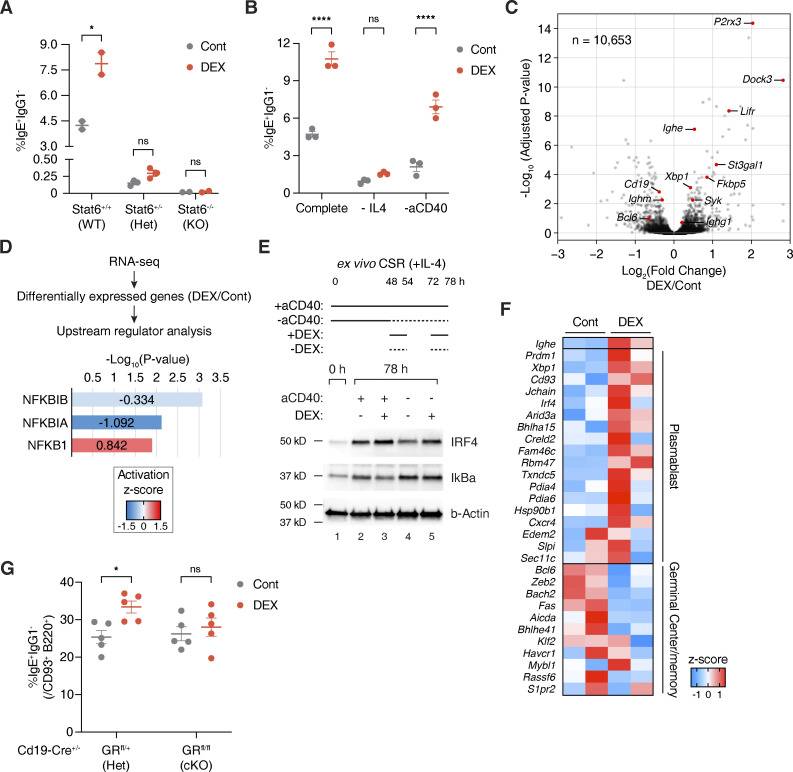 A
Cont
DEX
%IgE⁺IgG1⁻
9.0
7.5
6.0
4.5
3.0
0.50
0.25
0
*
ns
ns
Stat6⁺/⁺
(WT)
Stat6⁺/⁻
(Het)
Stat6⁻/⁻
(KO)
B
Cont
DEX
%IgE⁺IgG1⁻
12
9
6
3
0
****
ns
****
Complete
- IL4
-aCD40
C
n = 10,653
-Log₁₀ (Adjusted P-value)
14
12
10
8
6
4
2
0
P2rx3
Dock3
Lifr
Ighe
St3gal1
Xbp1
Fkbp5
Cd19
Ighm
Syk
Bcl6
Ighg1
−3
−2
−1
0
1
2
3
Log₂(Fold Change)
DEX/Cont
D
RNA-seq
Differentially expressed genes (DEX/Cont)
Upstream regulator analysis
-Log₁₀(P-value)
0.5 1 1.5 2 2.5 3 3.5
NFKBIB -0.334
NFKBIA -1.092
NFKB1 0.842
Activation
z-score
-1.5 0 1.5
E
ex vivo CSR (+IL-4)
0 48 54 72 78 h
+aCD40:
-aCD40:
+DEX:
-DEX:
0 h 78 h
aCD40: + + - -
DEX: - + - +
50 kD IRF4
37 kD IkBa
50 kD
37 kD
b-Actin
1 2 3 4 5
F
Cont DEX
Ighe
Prdm1
Xbp1
Cd93
Jchain
Irf4
Arid3a
Bhlha15
Creld2
Fam46c
Rbm47
Txndc5
Pdia4
Pdia6
Hsp90b1
Cxcr4
Edem2
Slpi
Sec11c
Bcl6
Zeb2
Bach2
Fas
Aicda
Bhlhe41
Klf2
Havcr1
Mybl1
Rassf6
S1pr2
Plasmablast
Germinal Center/memory
z-score
-1 0 1
G
Cont
DEX
%IgE⁺IgG1⁻
(/CD93⁺ B220⁺)
40
30
20
10
0
*
ns
Cd19-Cre⁺/⁻
GRᶠˡ/⁺
(Het)
GRᶠˡ/ᶠˡ
(cKO)